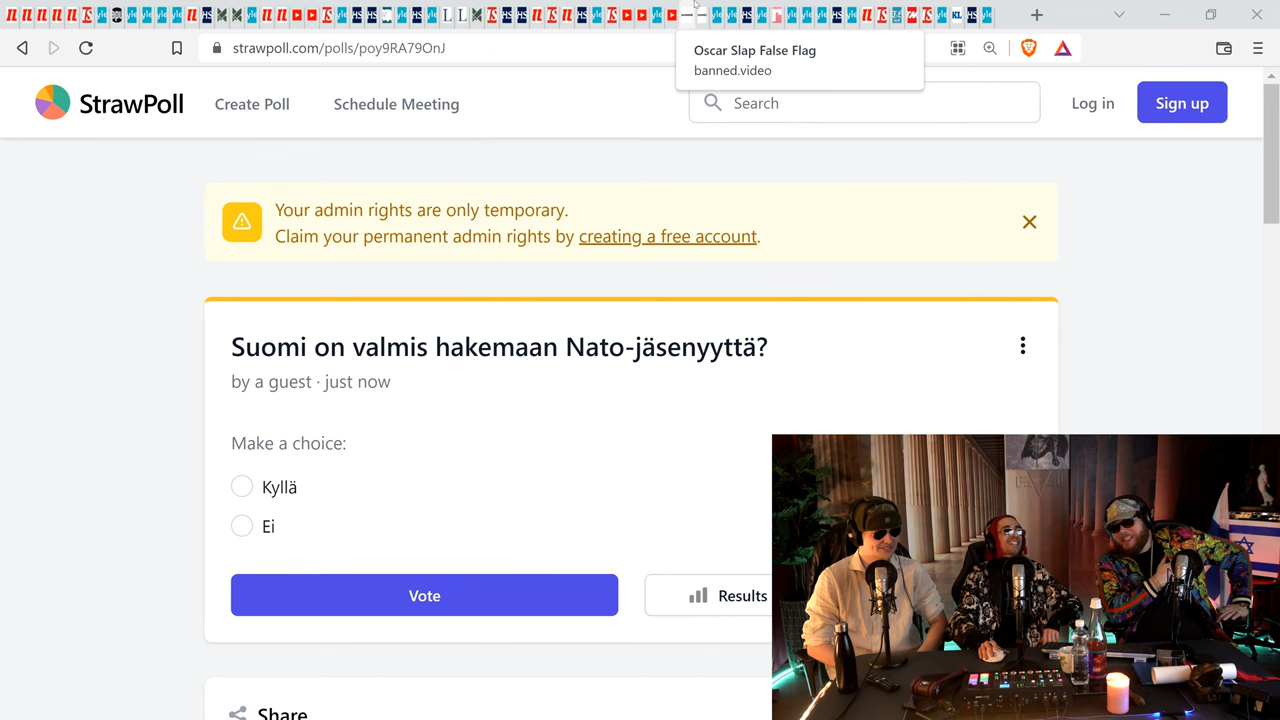 Oscar Slap False Flag
banned.video
strawpoll.com/polls/poy9RA79OnJ
StrawPoll
Create Poll
Schedule Meeting
Search
Log in
Sign up
Your admin rights are only temporary.
Claim your permanent admin rights by creating a free account.
Suomi on valmis hakemaan Nato-jäsenyyttä?
by a guest · just now
Make a choice:
Kyllä
Ei
Vote
Results
Share